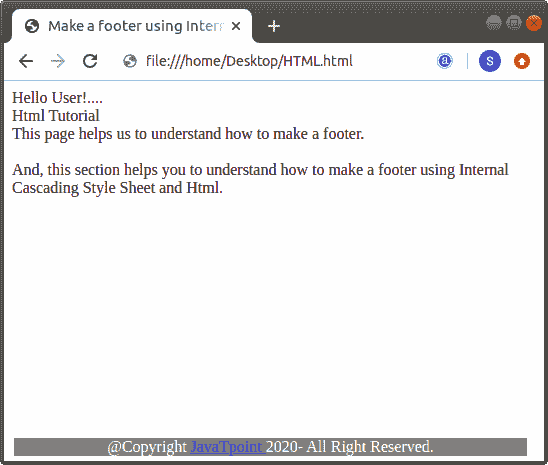 Make a footer using Intern
file:///home/Desktop/HTML.html
a
S
Hello User!....
Html Tutorial
This page helps us to understand how to make a footer.
And, this section helps you to understand how to make a footer using Internal
Cascading Style Sheet and Html.
@Copyright JavaTpoint 2020- All Right Reserved.